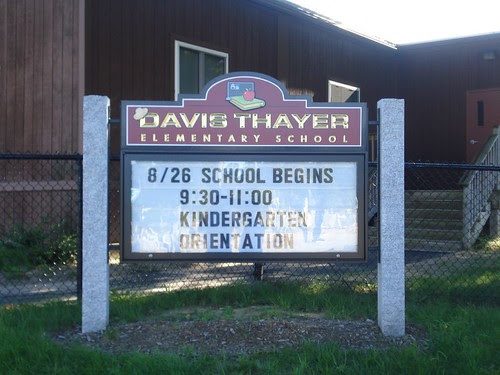 DAVIS THAYER
ELEMENTARY SCHOOL
8/26 SCHOOL BEGINS
9:30-11:00
KINDERGARTEN
ORIENTATION